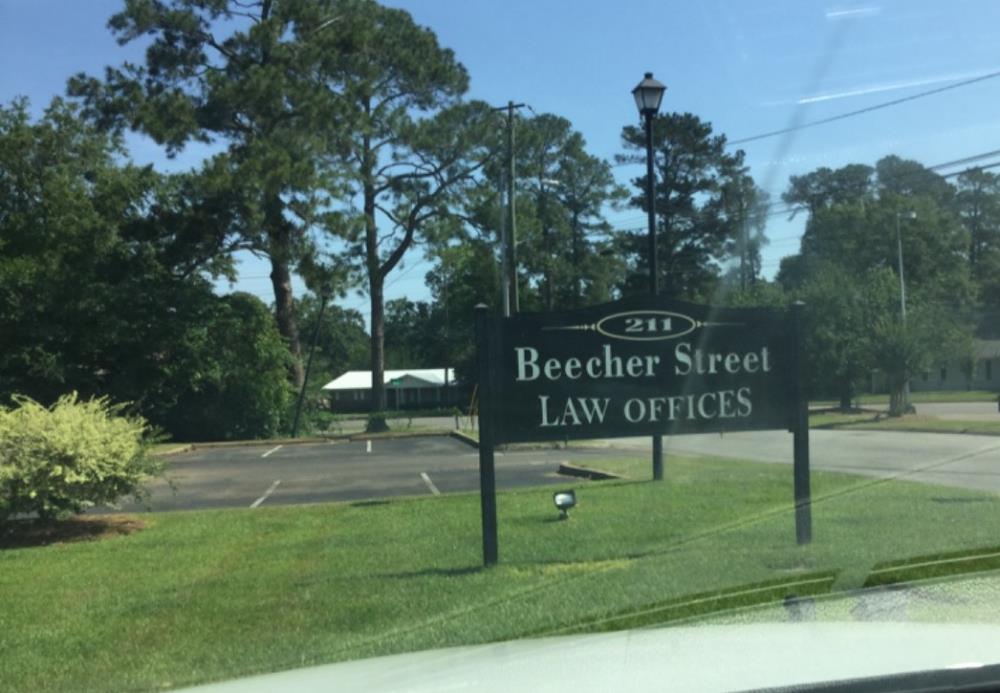 211
Beecher Street
LAW OFFICES